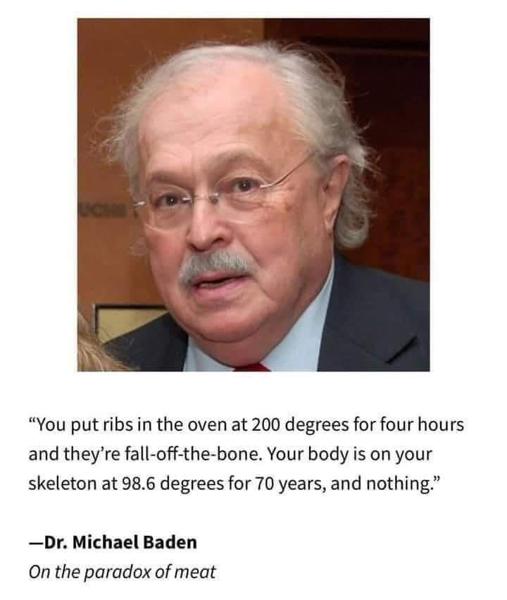 “You put ribs in the oven at 200 degrees for four hours
and they’re fall-off-the-bone. Your body is on your
skeleton at 98.6 degrees for 70 years, and nothing.”
—Dr. Michael Baden
On the paradox of meat